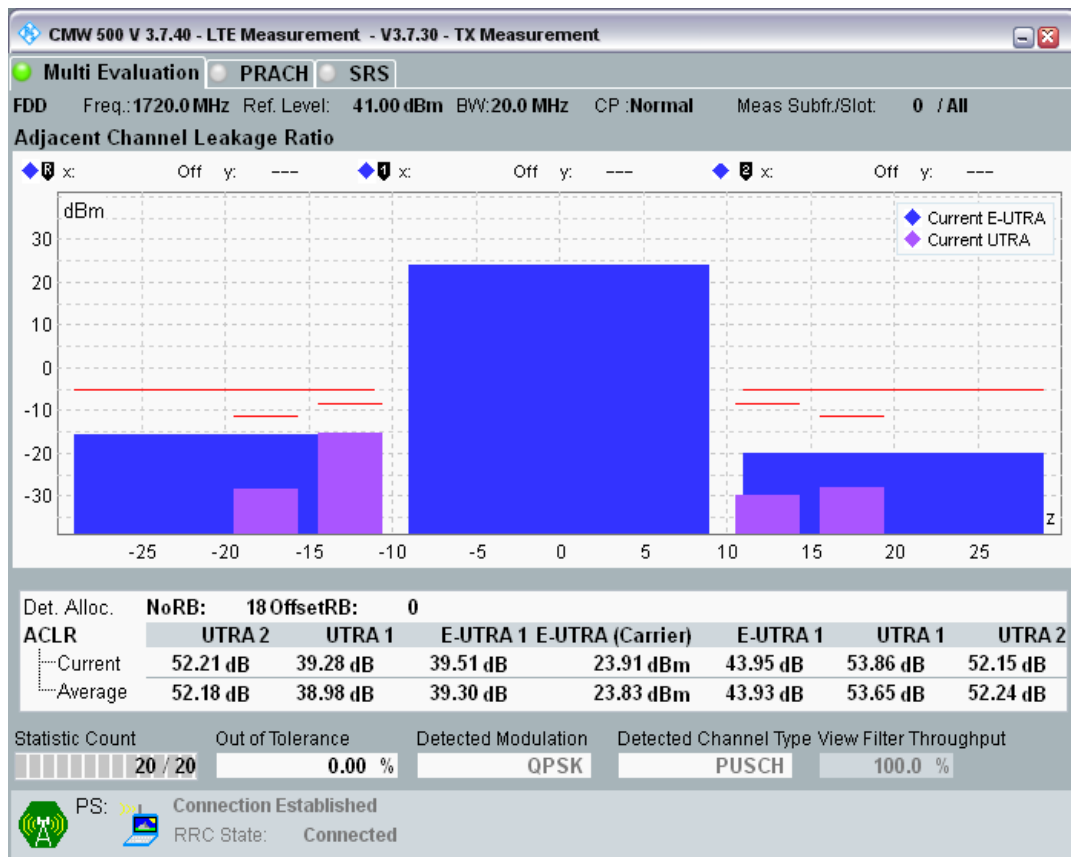 CMW 500 V 3.7.40 - LTE Measurement - V3.7.30 - TX Measurement
Multi Evaluation PRACH SRS
FDD Freq.:1720.0 MHz Ref. Level: 41.00 dBm BW:20.0 MHz CP :Normal Meas Subfr./Slot: 0 / All
Adjacent Channel Leakage Ratio
R x: Off y: --- 1 x: Off y: --- 2 x: Off y: ---
dBm
Current E-UTRA
Current UTRA
30
20
10
0
-10
-20
-30
z
-25 -20 -15 -10 -5 0 5 10 15 20 25
Det. Alloc. NoRB: 18 OffsetRB: 0
ACLR UTRA 2 UTRA 1 E-UTRA 1 E-UTRA (Carrier) E-UTRA 1 UTRA 1 UTRA 2
Current 52.21 dB 39.28 dB 39.51 dB 23.91 dBm 43.95 dB 53.86 dB 52.15 dB
Average 52.18 dB 38.98 dB 39.30 dB 23.83 dBm 43.93 dB 53.65 dB 52.24 dB
Statistic Count Out of Tolerance Detected Modulation Detected Channel Type View Filter Throughput
20 / 20 0.00 % QPSK PUSCH 100.0 %
PS: Connection Established
RRC State: Connected